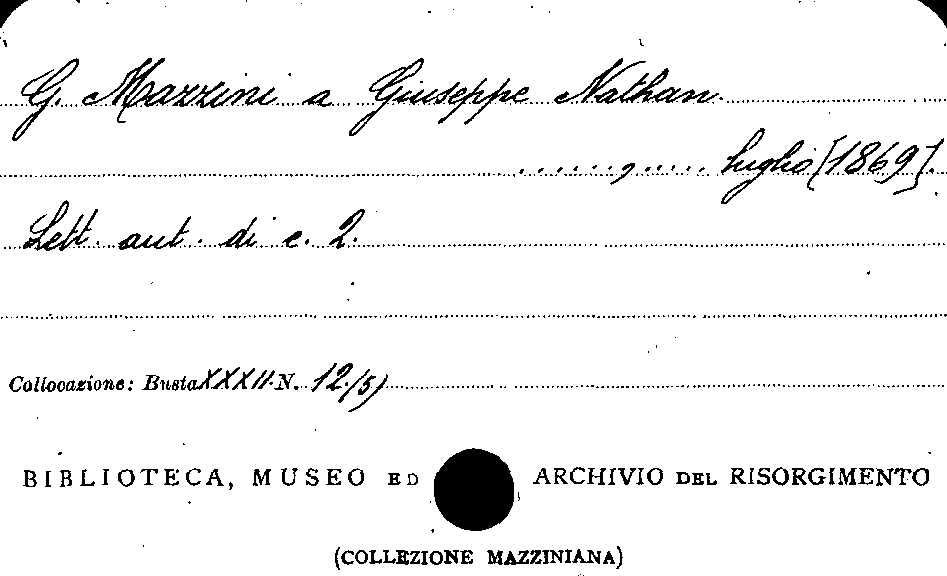 G. Mazzini a Giuseppe Nathan.
......, ..... luglio [1869].
Lett. aut. di c. 2.
Collocazione: Busta XXXII N. 12/5)
BIBLIOTECA, MUSEO ED ARCHIVIO DEL RISORGIMENTO
(COLLEZIONE MAZZINIANA)